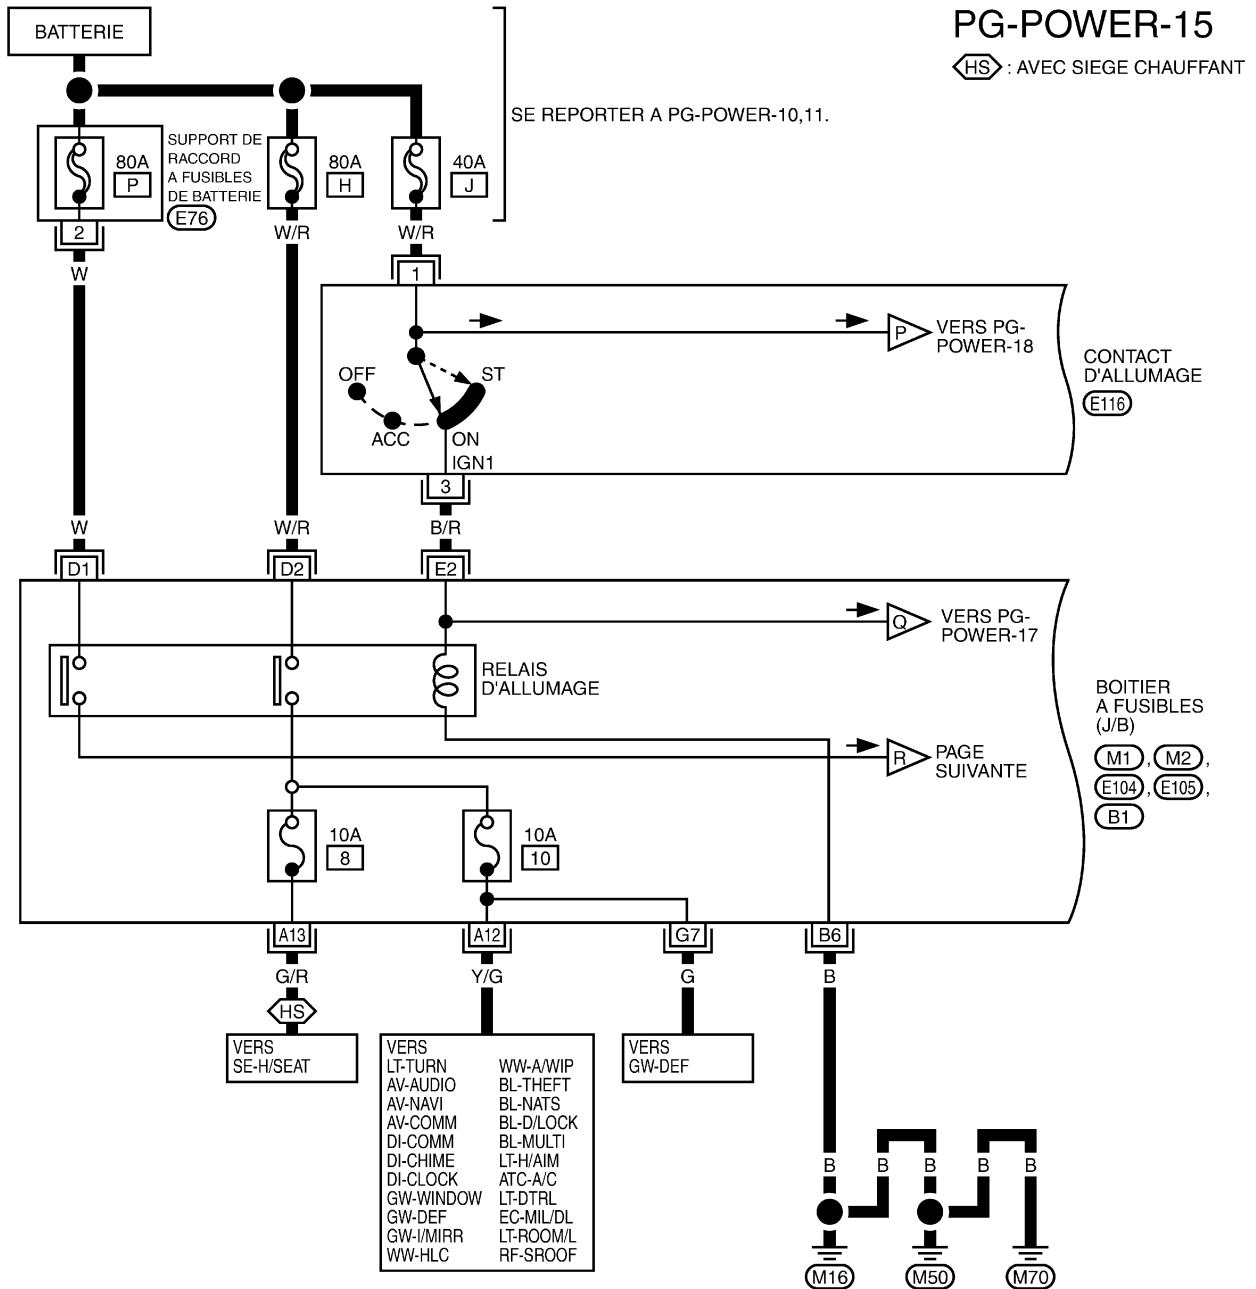 PG-POWER-15
HS : AVEC SIEGE CHAUFFANT
BATTERIE
SE REPORTER A PG-POWER-10,11.
80A
P
SUPPORT DE
RACCORD
A FUSIBLES
DE BATTERIE
E76
80A
H
40A
J
2
W
W/R
W/R
1
P
VERS PG-
POWER-18
OFF
ST
ACC
ON
IGN1
CONTACT
D'ALLUMAGE
E116
3
W
W/R
B/R
D1
D2
E2
Q
VERS PG-
POWER-17
RELAIS
D'ALLUMAGE
R
PAGE
SUIVANTE
BOITIER
A FUSIBLES
(J/B)
M1 , M2 ,
E104 , E105 ,
B1
10A
8
10A
10
A13
A12
G7
B6
G/R
Y/G
G
B
HS
VERS
SE-H/SEAT
VERS
LT-TURN
AV-AUDIO
AV-NAVI
AV-COMM
DI-COMM
DI-CHIME
DI-CLOCK
GW-WINDOW
GW-DEF
GW-I/MIRR
WW-HLC
WW-A/WIP
BL-THEFT
BL-NATS
BL-D/LOCK
BL-MULTI
LT-H/AIM
ATC-A/C
LT-DTRL
EC-MIL/DL
LT-ROOM/L
RF-SROOF
VERS
GW-DEF
B B B B B
M16 M50 M70